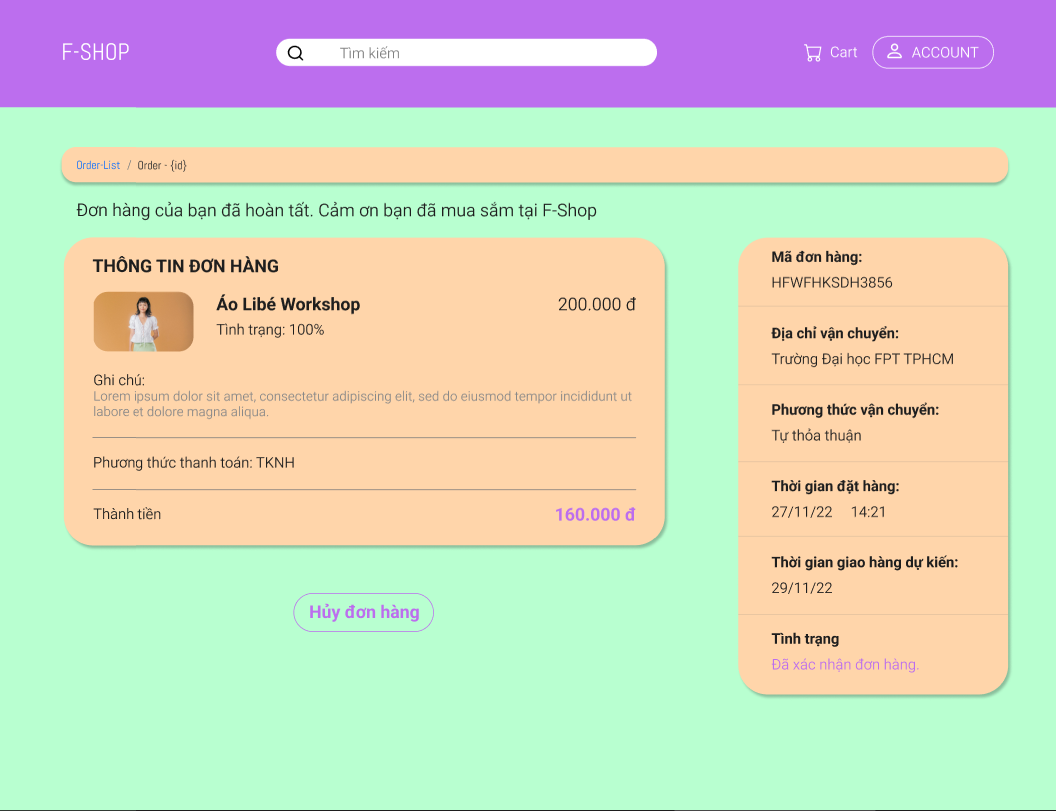 F-SHOP
Tìm kiếm
Cart
ACCOUNT
Order-List / Order - {id}
Đơn hàng của bạn đã hoàn tất. Cảm ơn bạn đã mua sắm tại F-Shop
THÔNG TIN ĐƠN HÀNG
Áo Libé Workshop
200.000 đ
Tình trạng: 100%
Ghi chú:
Lorem ipsum dolor sit amet, consectetur adipiscing elit, sed do eiusmod tempor incididunt ut
labore et dolore magna aliqua.
Phương thức thanh toán: TKNH
Thành tiền
160.000 đ
Hủy đơn hàng
Mã đơn hàng:
HFWFHKSDH3856
Địa chỉ vận chuyển:
Trường Đại học FPT TPHCM
Phương thức vận chuyển:
Tự thỏa thuận
Thời gian đặt hàng:
27/11/22 14:21
Thời gian giao hàng dự kiến:
29/11/22
Tình trạng
Đã xác nhận đơn hàng.